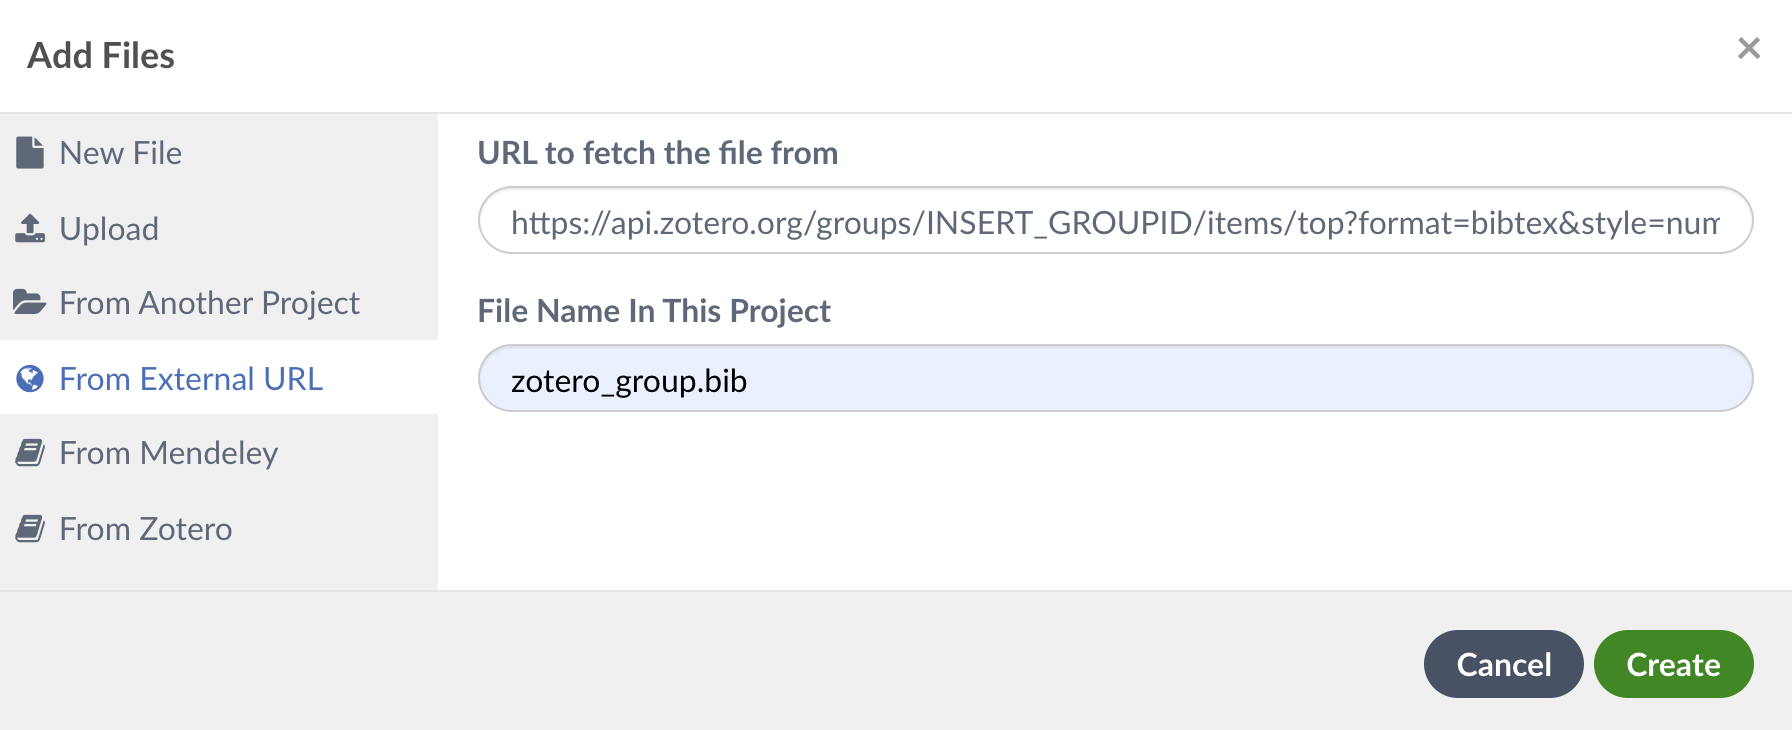 Add Files
×
New File
Upload
From Another Project
From External URL
From Mendeley
From Zotero
URL to fetch the file from
https://api.zotero.org/groups/INSERT_GROUPID/items/top?format=bibtex&style=num
File Name In This Project
zotero_group.bib
Cancel
Create